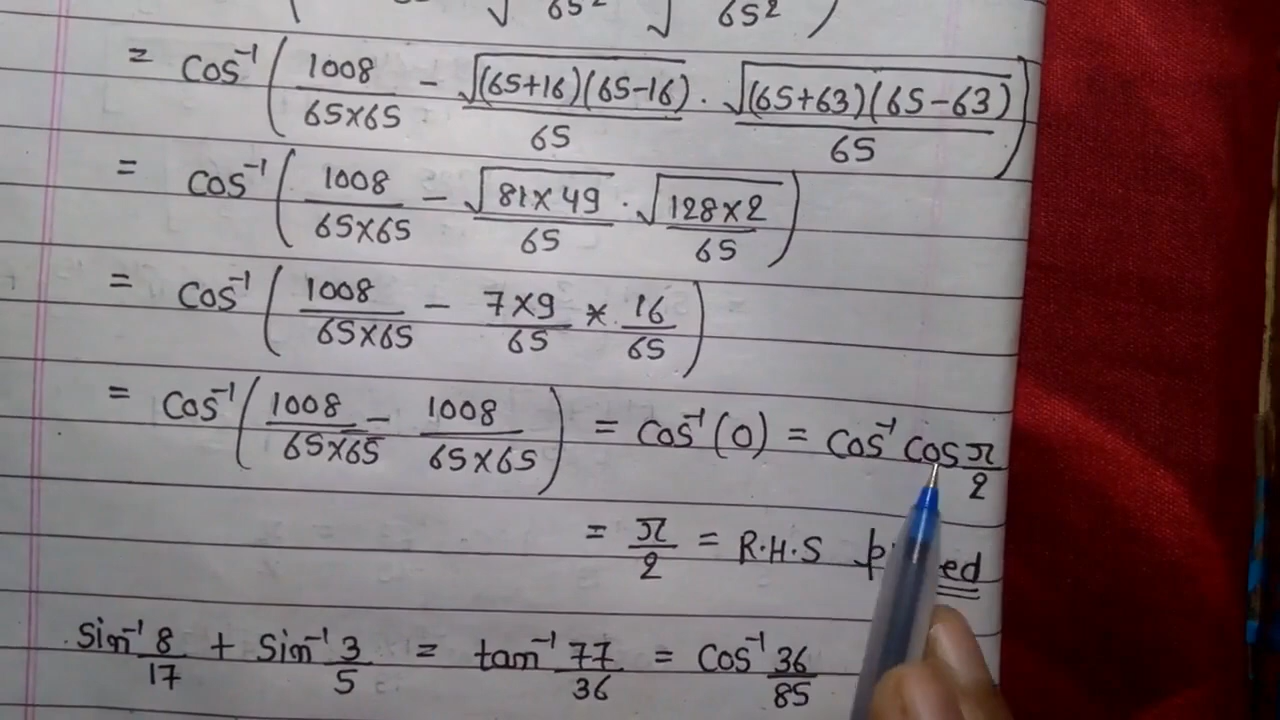 ( √ 65² √ 65² )
= Cos⁻¹ ( 1008/65×65 − √(65+16)(65−16)/65 . √(65+63)(65−63)/65 )
= Cos⁻¹ ( 1008/65×65 − √81×49/65 . √128×2/65 )
= Cos⁻¹ ( 1008/65×65 − 7×9/65 × 16/65 )
= Cos⁻¹ ( 1008/65×65 − 1008/65×65 ) = Cos⁻¹(0) = Cos⁻¹ Cos π/2
= π/2 = R.H.S
Sin⁻¹ 8/17 + Sin⁻¹ 3/5 = tan⁻¹ 77/36 = Cos⁻¹ 36/85